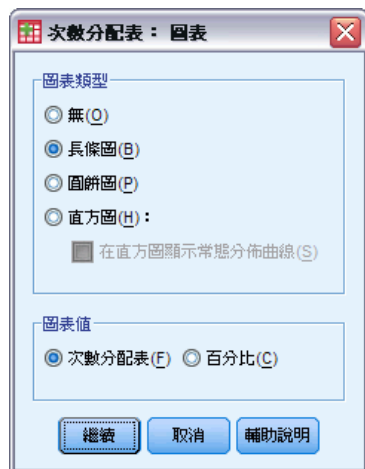 次數分配表： 圖表
圖表類型
無(O)
長條圖(B)
圓餅圖(P)
直方圖(H)：
在直方圖顯示常態分佈曲線(S)
圖表值
次數分配表(F) 百分比(C)
繼續 取消 輔助說明